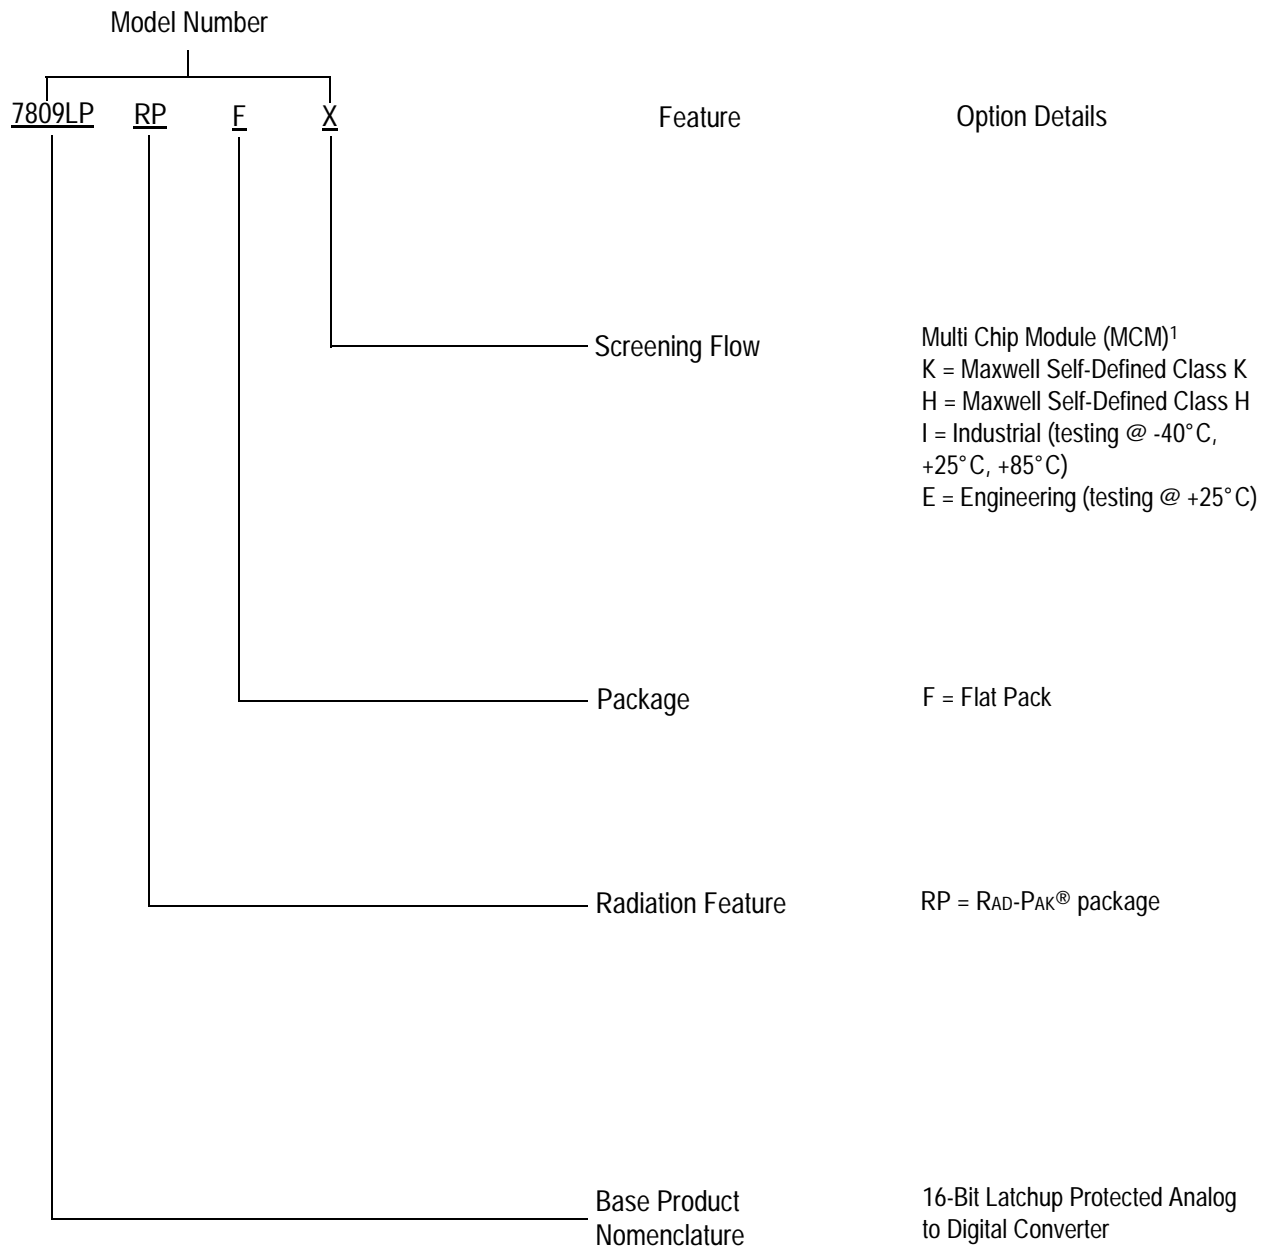 Model Number
7809LP RP F X Feature Option Details
Screening Flow
Multi Chip Module (MCM)1
K = Maxwell Self-Defined Class K
H = Maxwell Self-Defined Class H
I = Industrial (testing @ -40°C,
+25°C, +85°C)
E = Engineering (testing @ +25°C)
Package
F = Flat Pack
Radiation Feature
RP = RAD-PAK® package
Base Product
Nomenclature
16-Bit Latchup Protected Analog
to Digital Converter